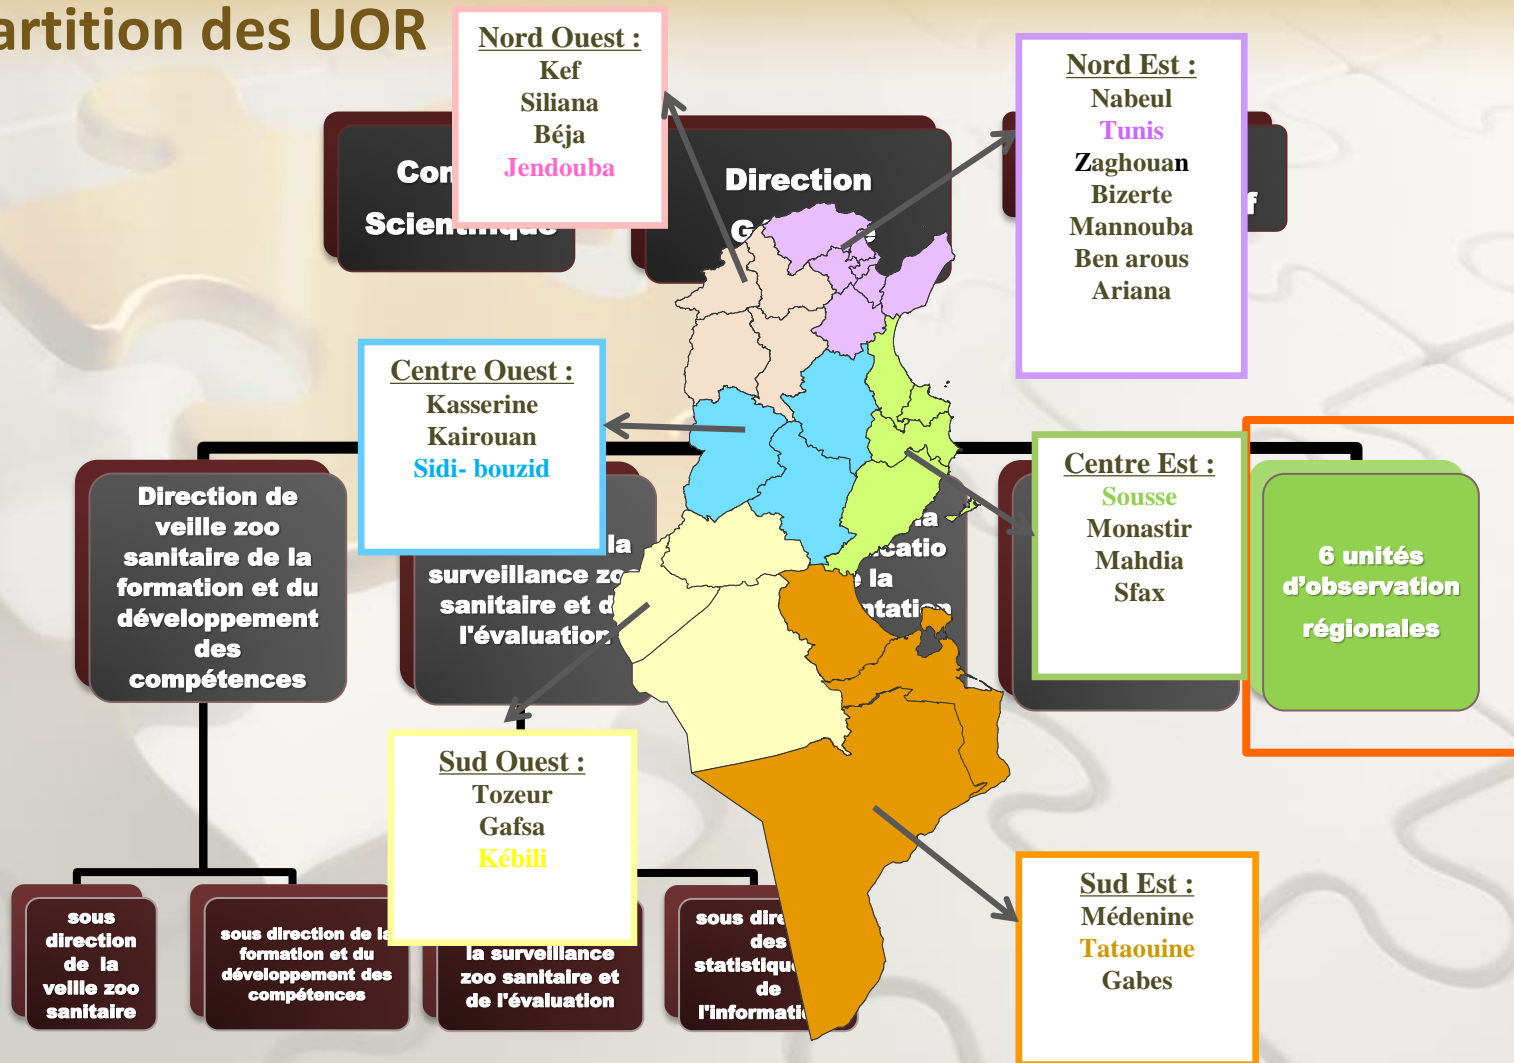 artition des UOR
Nord Ouest :
Kef
Siliana
Béja
Jendouba
Nord Est :
Nabeul
Tunis
Zaghouan
Bizerte
Mannouba
Ben arous
Ariana
Direction
Centre Ouest :
Kasserine
Kairouan
Sidi- bouzid
Centre Est :
Sousse
Monastir
Mahdia
Sfax
Direction de
veille zoo
sanitaire de la
formation et du
développement
des
compétences
la
surveillance
sanitaire et
l'évaluation
la
6 unités
d'observation
régionales
Sud Ouest :
Tozeur
Gafsa
Kébili
Sud Est :
Médenine
Tataouine
Gabes
sous
direction
de la
veille zoo
sanitaire
sous direction de la
formation et du
développement des
compétences
la surveillance
zoo sanitaire et
de l'évaluation
sous
des
de